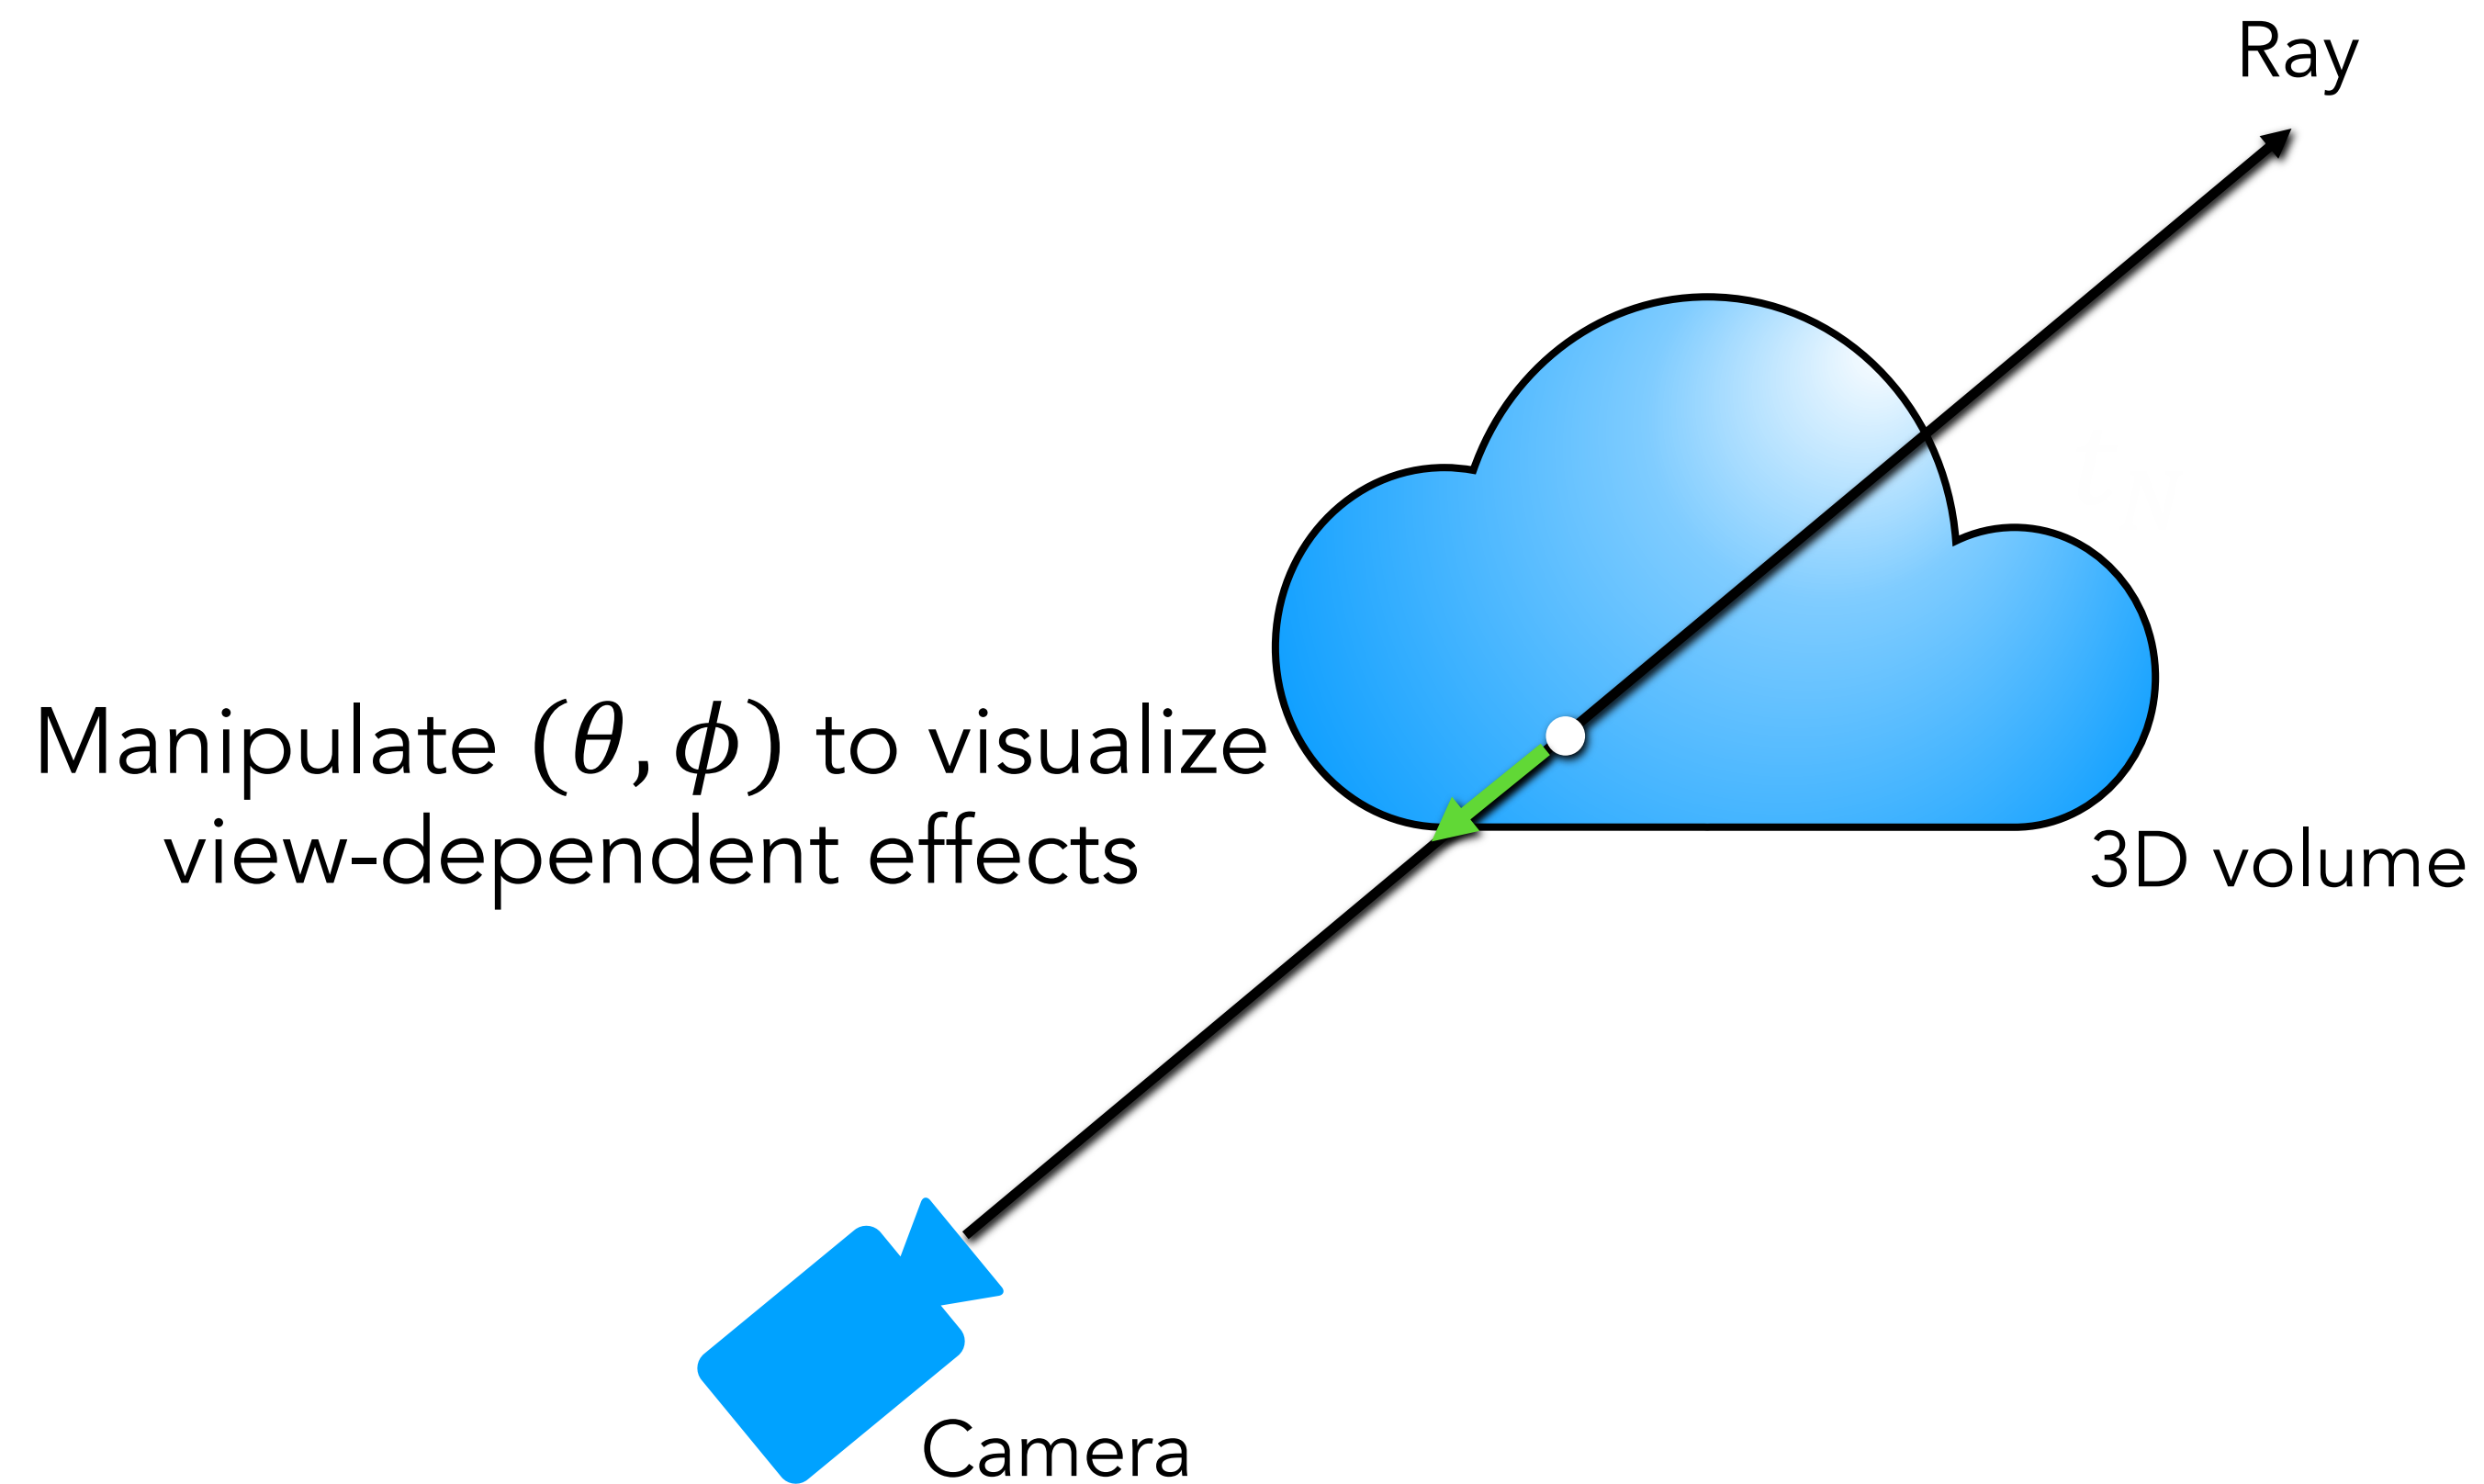 Ray
Manipulate (θ, ϕ) to visualize
view-dependent effects
3D volume
Camera